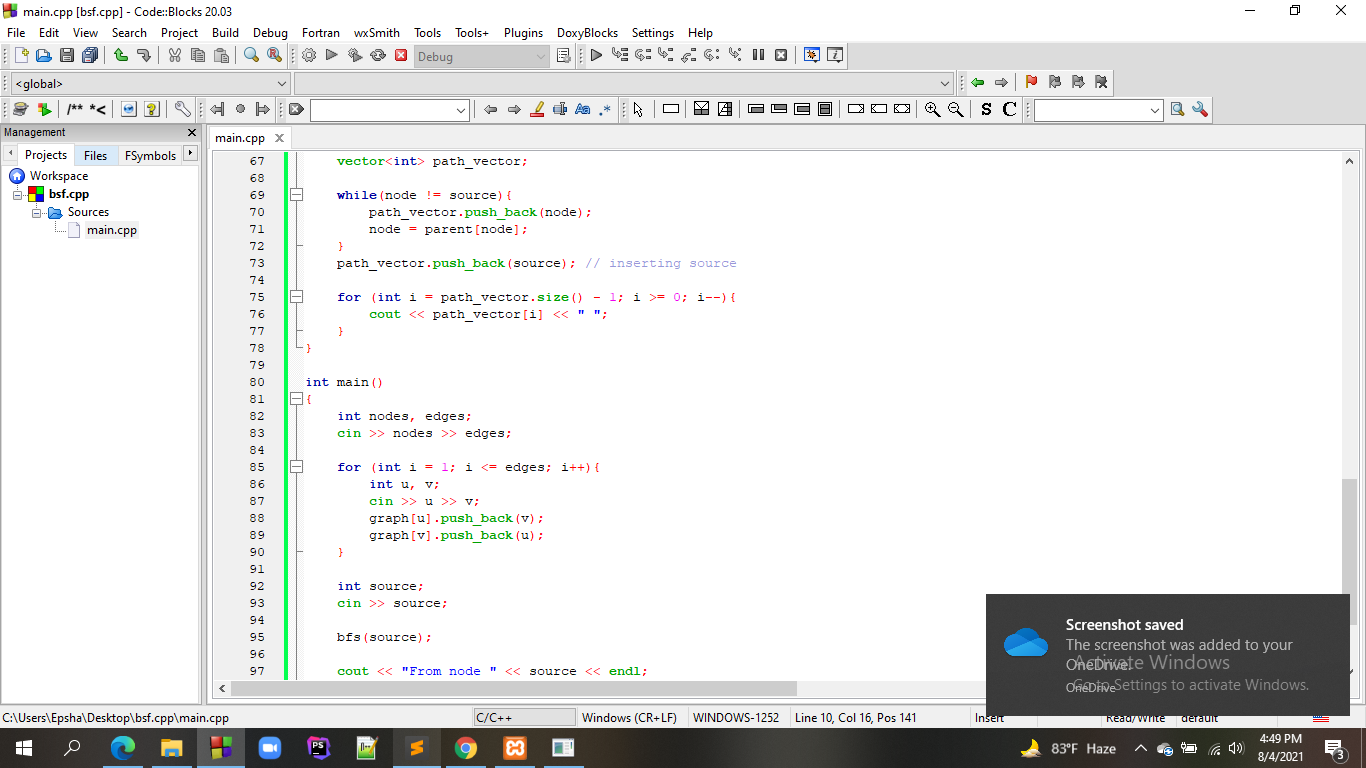 main.cpp [bsf.cpp] - Code::Blocks 20.03
File Edit View Search Project Build Debug Fortran wxSmith Tools Tools+ Plugins DoxyBlocks Settings Help
Debug
<global>
/** *< Aa .* S C
Management
Projects Files FSymbols
Workspace
bsf.cpp
Sources
main.cpp
main.cpp
67 vector<int> path_vector;
68
69 while(node != source){
70 path_vector.push_back(node);
71 node = parent[node];
72 }
73 path_vector.push_back(source); // inserting source
74
75 for (int i = path_vector.size() - 1; i >= 0; i--){
76 cout << path_vector[i] << " ";
77 }
78 }
79
80 int main()
81 {
82 int nodes, edges;
83 cin >> nodes >> edges;
84
85 for (int i = 1; i <= edges; i++){
86 int u, v;
87 cin >> u >> v;
88 graph[u].push_back(v);
89 graph[v].push_back(u);
90 }
91
92 int source;
93 cin >> source;
94
95 bfs(source);
96
97 cout << "From node " << source << endl;
Screenshot saved
The screenshot was added to your
OneDrive.
OneDrive
Activate Windows
Go to Settings to activate Windows.
C:\Users\Epsha\Desktop\bsf.cpp\main.cpp C/C++ Windows (CR+LF) WINDOWS-1252 Line 10, Col 16, Pos 141 Insert Read/Write default
83°F Haze
4:49 PM
8/4/2021
3